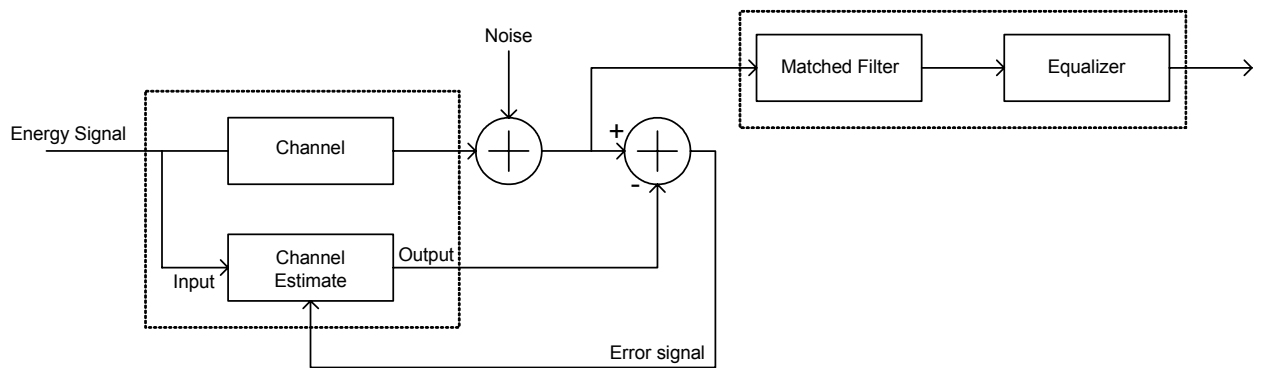 Noise
Matched Filter
Equalizer
Energy Signal
Channel
+
-
Channel
Estimate
Output
Input
Error signal